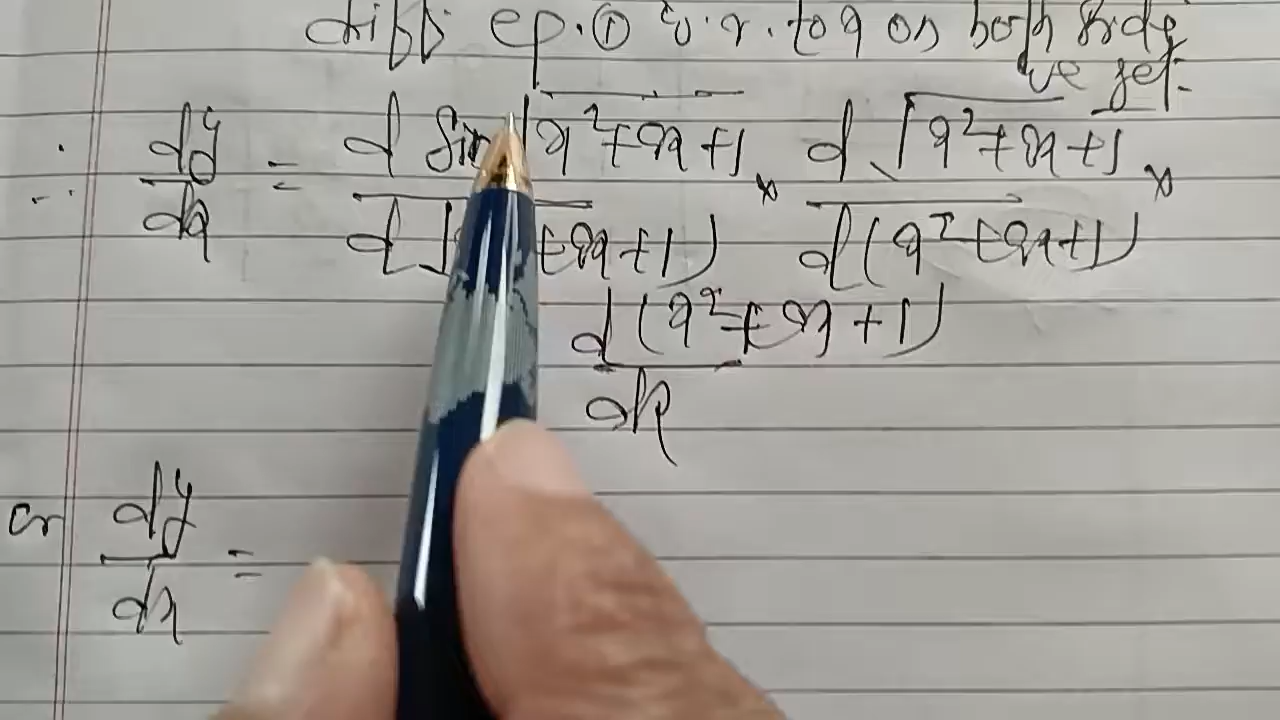 diff. eq. ① w.r. to x on both side
we get.
∴ dy/dx = d sin√x²+x+1 / d√x²+x+1) × d√x²+x+1 / d(x²+x+1) ×
d(x²+x+1) / dx
or dy/dx =